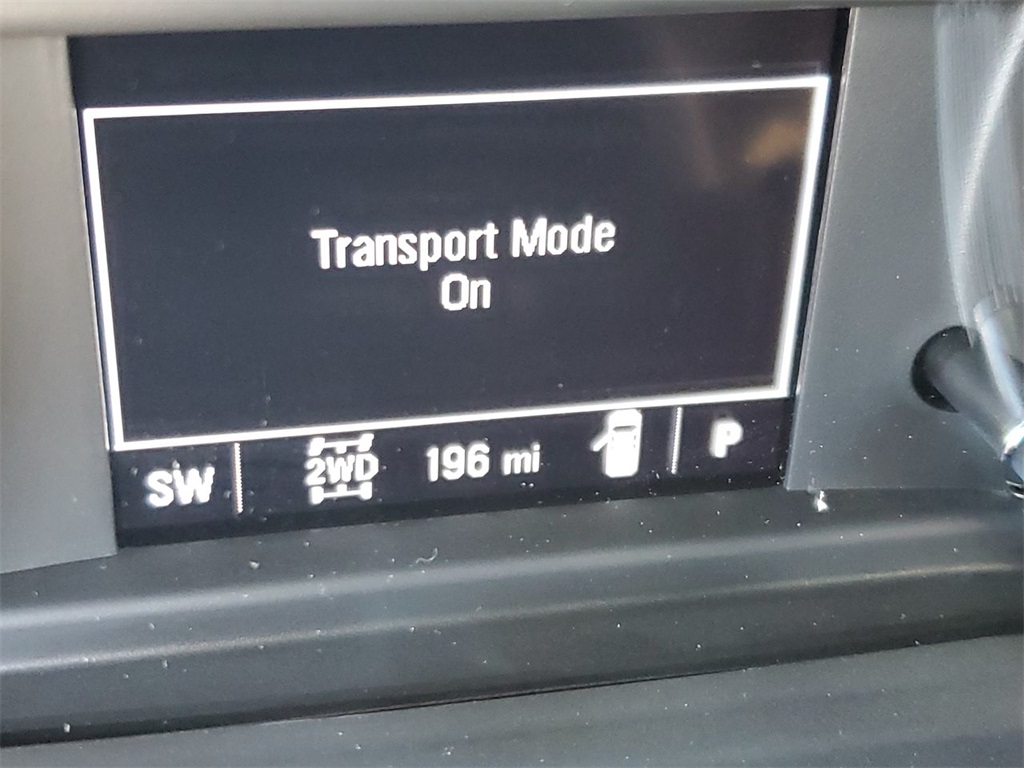 Transport Mode
On
SW 2WD 196 mi P